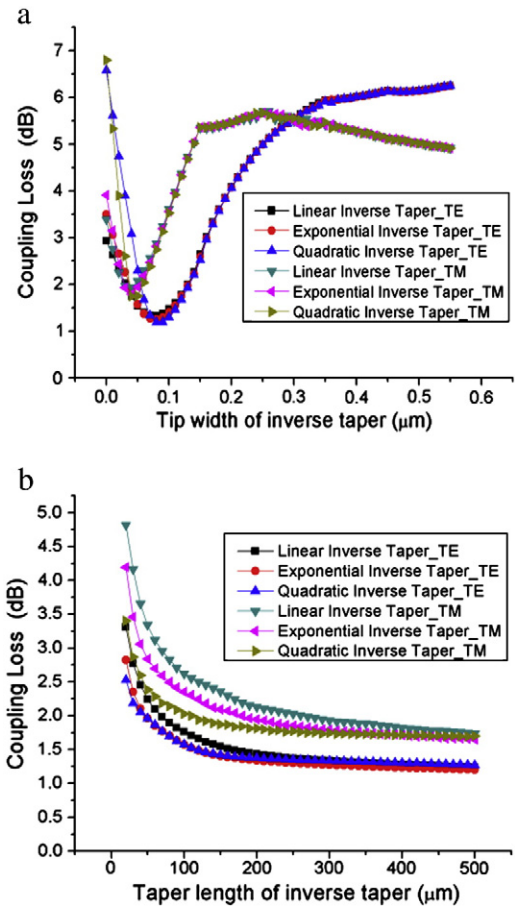 a
7
6
5
4
3
2
1
0
Coupling Loss (dB)
Linear Inverse Taper_TE
Exponential Inverse Taper_TE
Quadratic Inverse Taper_TE
Linear Inverse Taper_TM
Exponential Inverse Taper_TM
Quadratic Inverse Taper_TM
0.0 0.1 0.2 0.3 0.4 0.5 0.6
Tip width of inverse taper (μm)
b
5.0
4.5
4.0
3.5
3.0
2.5
2.0
1.5
1.0
0.5
0.0
Coupling Loss (dB)
Linear Inverse Taper_TE
Exponential Inverse Taper_TE
Quadratic Inverse Taper_TE
Linear Inverse Taper_TM
Exponential Inverse Taper_TM
Quadratic Inverse Taper_TM
0 100 200 300 400 500
Taper length of inverse taper (μm)